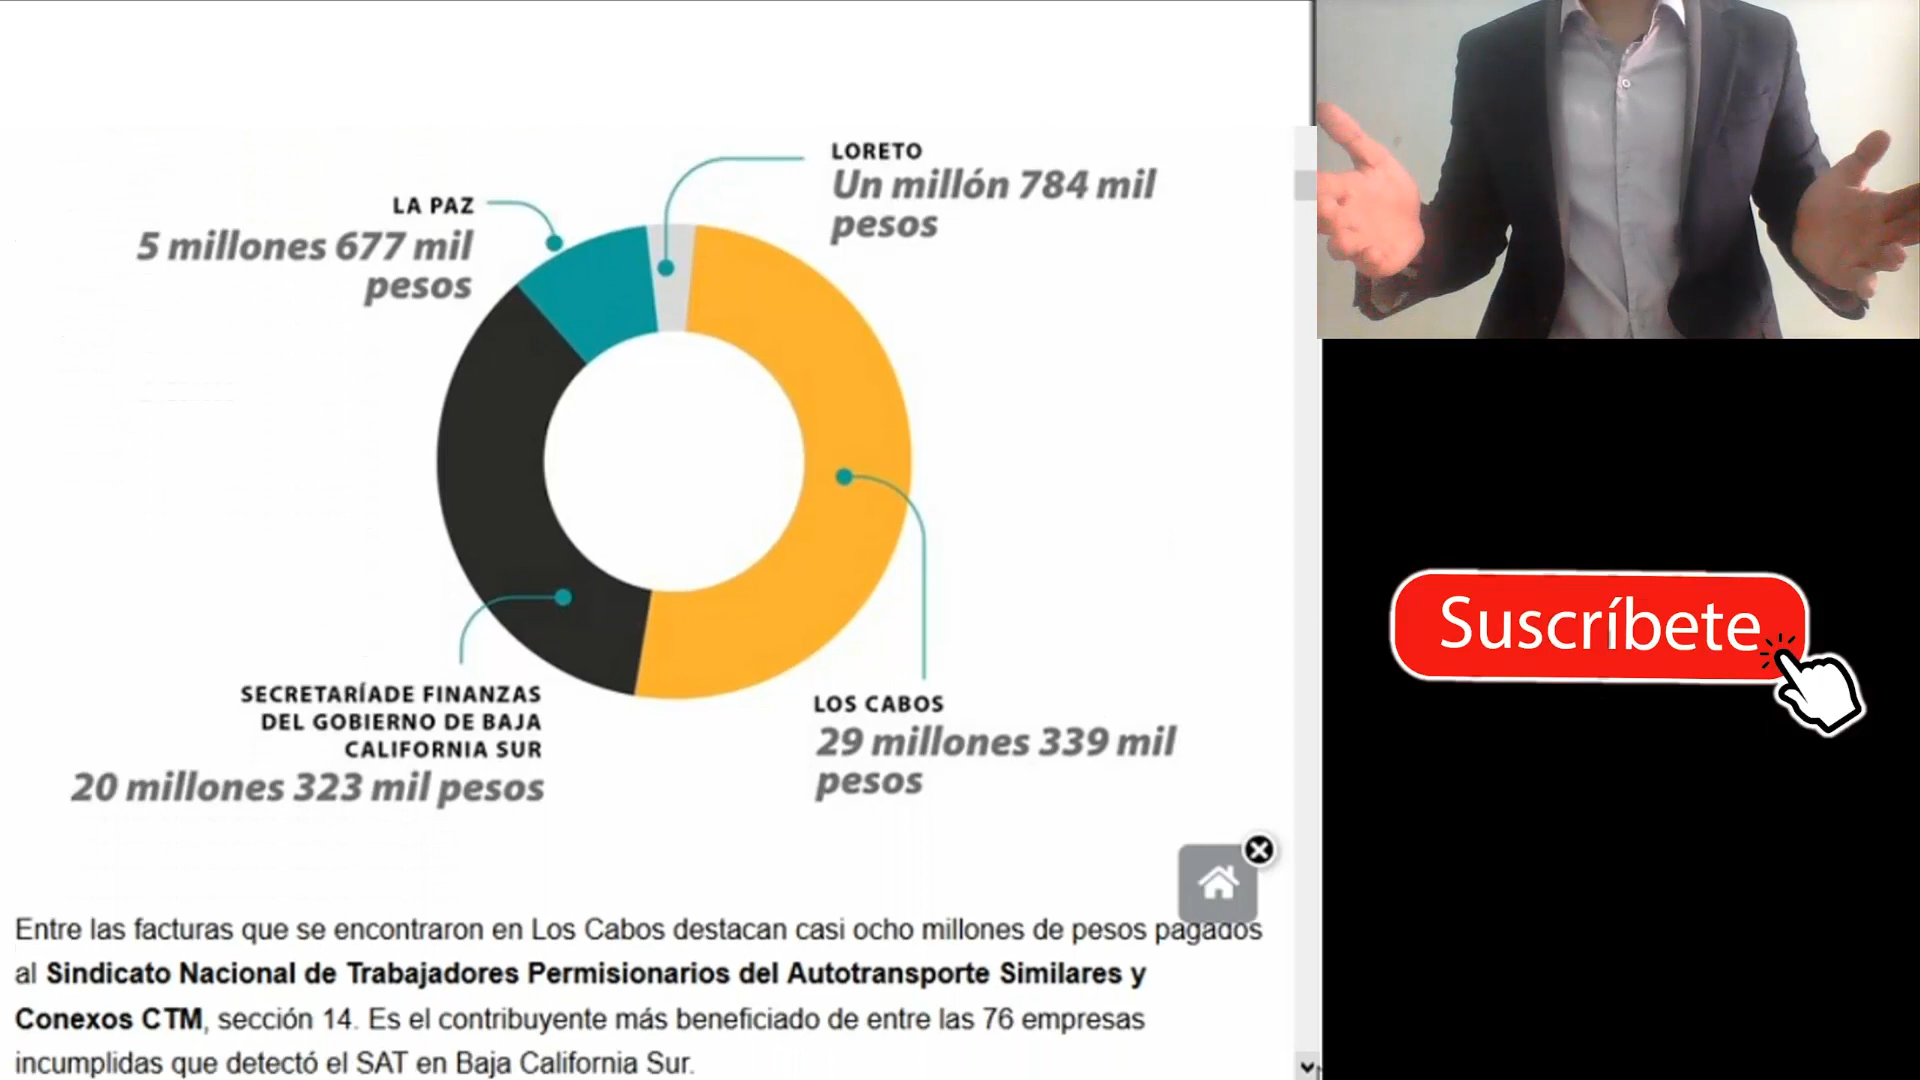 LORETO
Un millón 784 mil
pesos
LA PAZ
5 millones 677 mil
pesos
SECRETARÍADE FINANZAS
DEL GOBIERNO DE BAJA
CALIFORNIA SUR
20 millones 323 mil pesos
LOS CABOS
29 millones 339 mil
pesos
Entre las facturas que se encontraron en Los Cabos destacan casi ocho millones de pesos pagados
al Sindicato Nacional de Trabajadores Permisionarios del Autotransporte Similares y
Conexos CTM, sección 14. Es el contribuyente más beneficiado de entre las 76 empresas
incumplidas que detectó el SAT en Baja California Sur.
Suscríbete